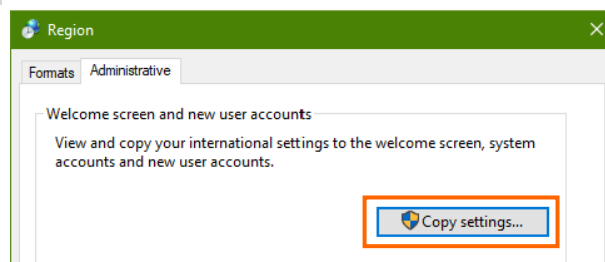 Region
Formats
Administrative
Welcome screen and new user accounts
View and copy your international settings to the welcome screen, system
accounts and new user accounts.
Copy settings...